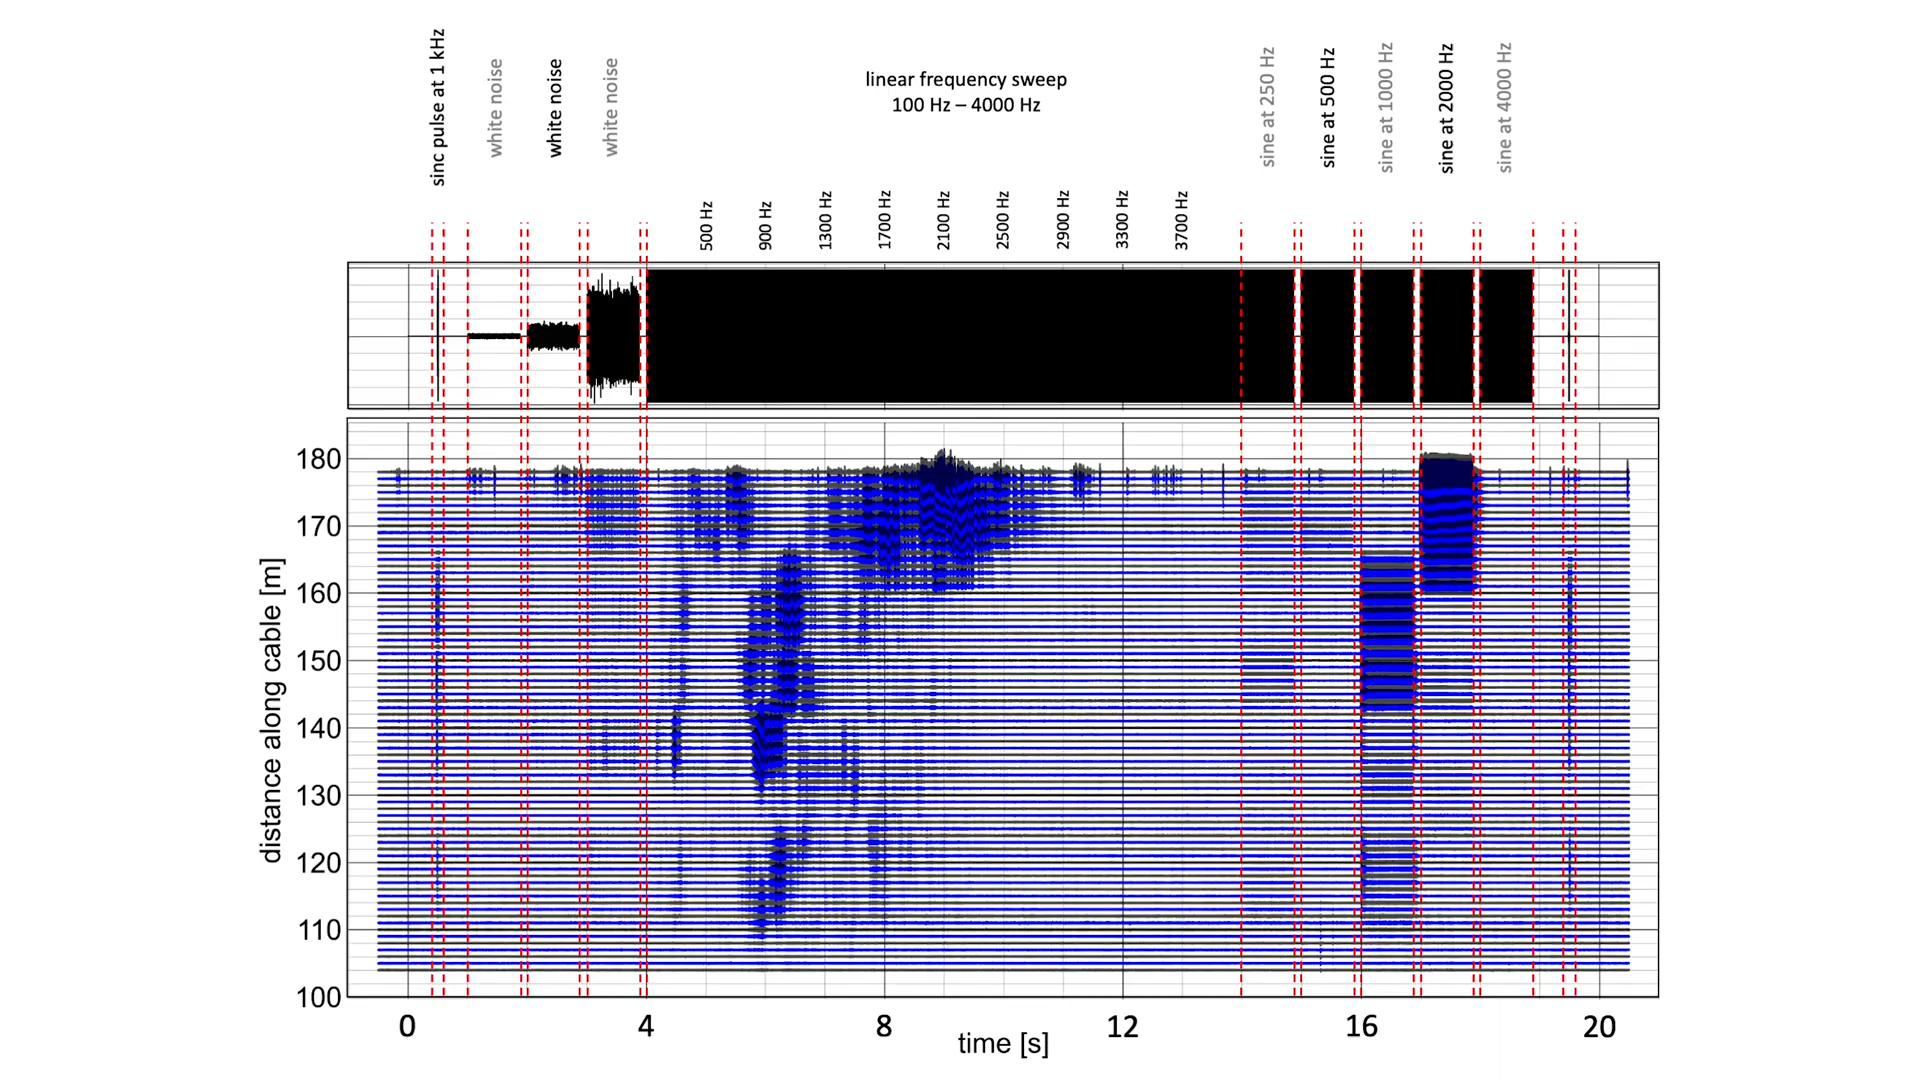 sinc pulse at 1 kHz
white noise
white noise
white noise
linear frequency sweep
100 Hz – 4000 Hz
sine at 250 Hz
sine at 500 Hz
sine at 1000 Hz
sine at 2000 Hz
sine at 4000 Hz
500 Hz
900 Hz
1300 Hz
1700 Hz
2100 Hz
2500 Hz
2900 Hz
3300 Hz
3700 Hz
distance along cable [m]
180
170
160
150
140
130
120
110
100
0 4 8 12 16 20
time [s]